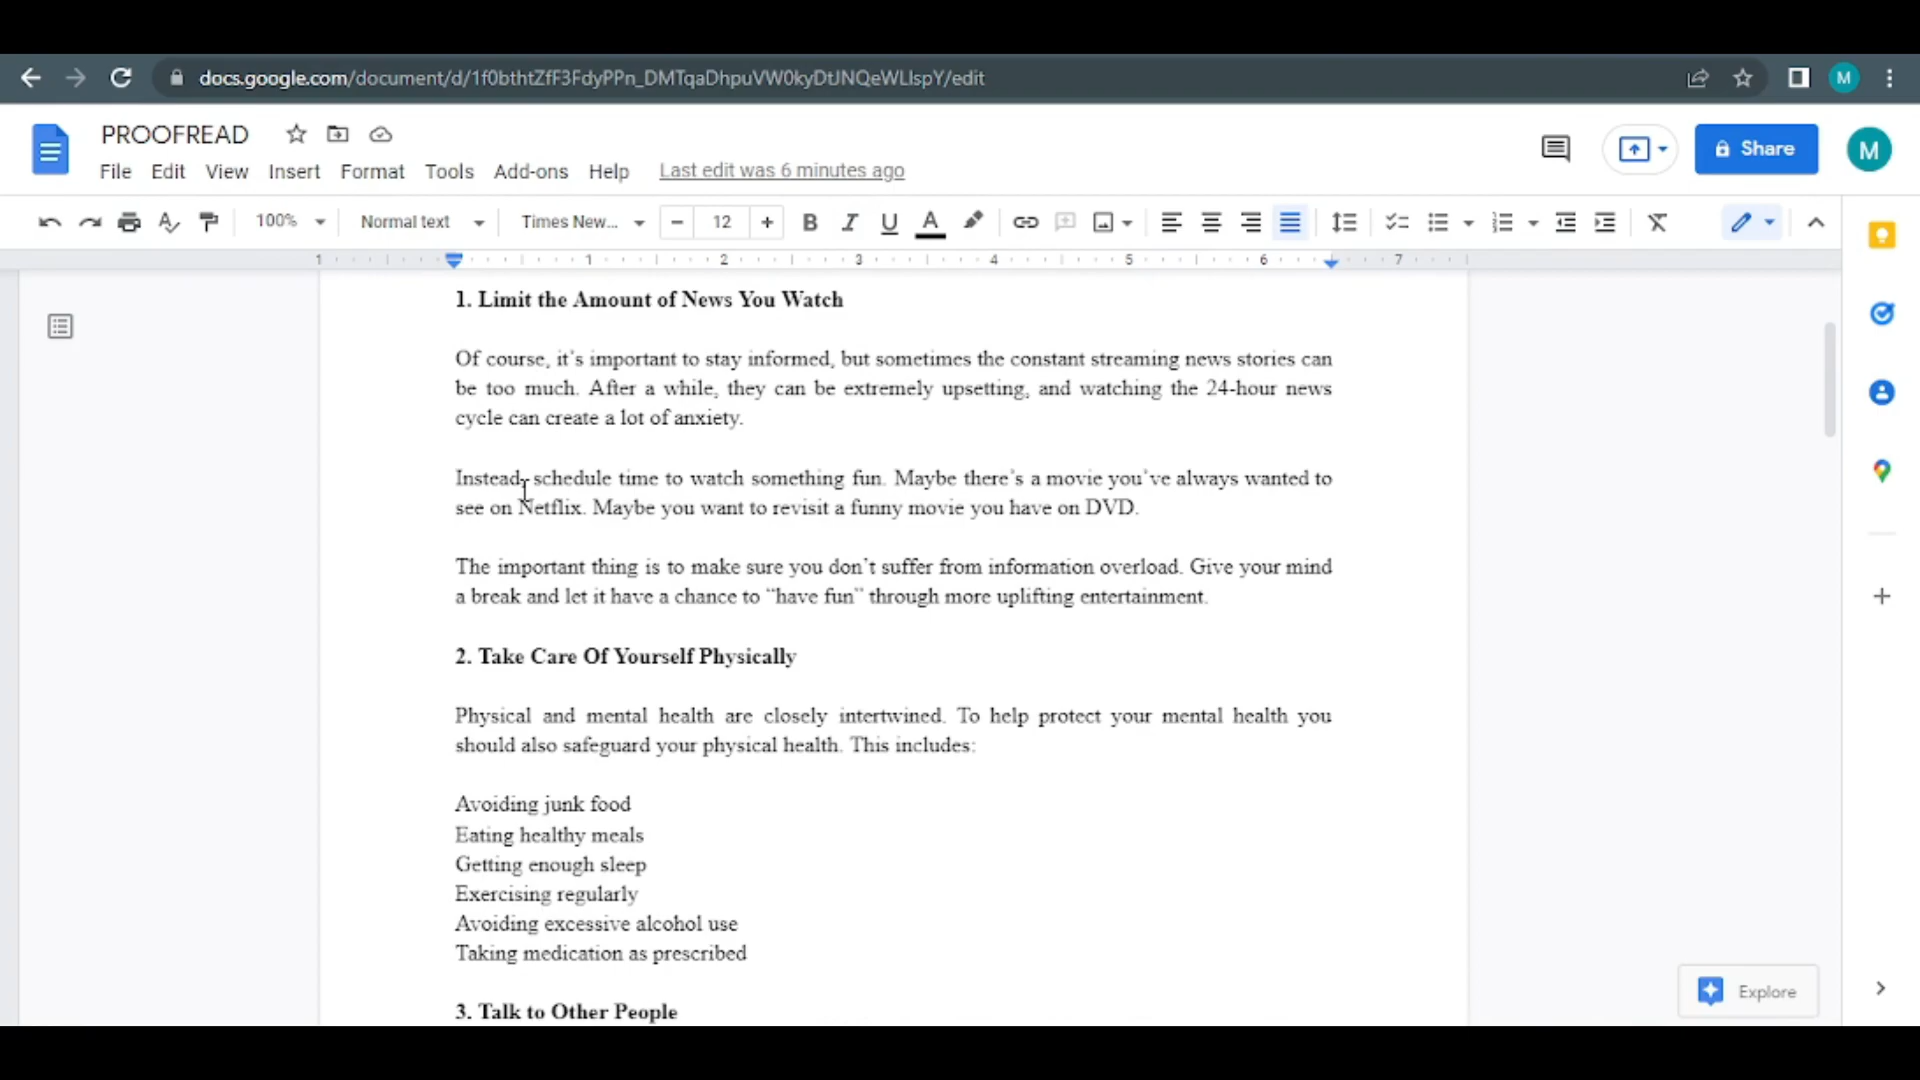 docs.google.com/document/d/1f0bthtZfF3FdyPPn_DMTqaDhpuVW0kyDtJNQeWLIspY/edit
M
PROOFREAD
File Edit View Insert Format Tools Add-ons Help Last edit was 6 minutes ago
Share
M
100% Normal text Times New... 12
1 1 2 3 4 5 6 7
1. Limit the Amount of News You Watch
Of course, it's important to stay informed, but sometimes the constant streaming news stories can
be too much. After a while, they can be extremely upsetting, and watching the 24-hour news
cycle can create a lot of anxiety.
Instead, schedule time to watch something fun. Maybe there's a movie you've always wanted to
see on Netflix. Maybe you want to revisit a funny movie you have on DVD.
The important thing is to make sure you don't suffer from information overload. Give your mind
a break and let it have a chance to "have fun" through more uplifting entertainment.
2. Take Care Of Yourself Physically
Physical and mental health are closely intertwined. To help protect your mental health you
should also safeguard your physical health. This includes:
Avoiding junk food
Eating healthy meals
Getting enough sleep
Exercising regularly
Avoiding excessive alcohol use
Taking medication as prescribed
3. Talk to Other People
Explore